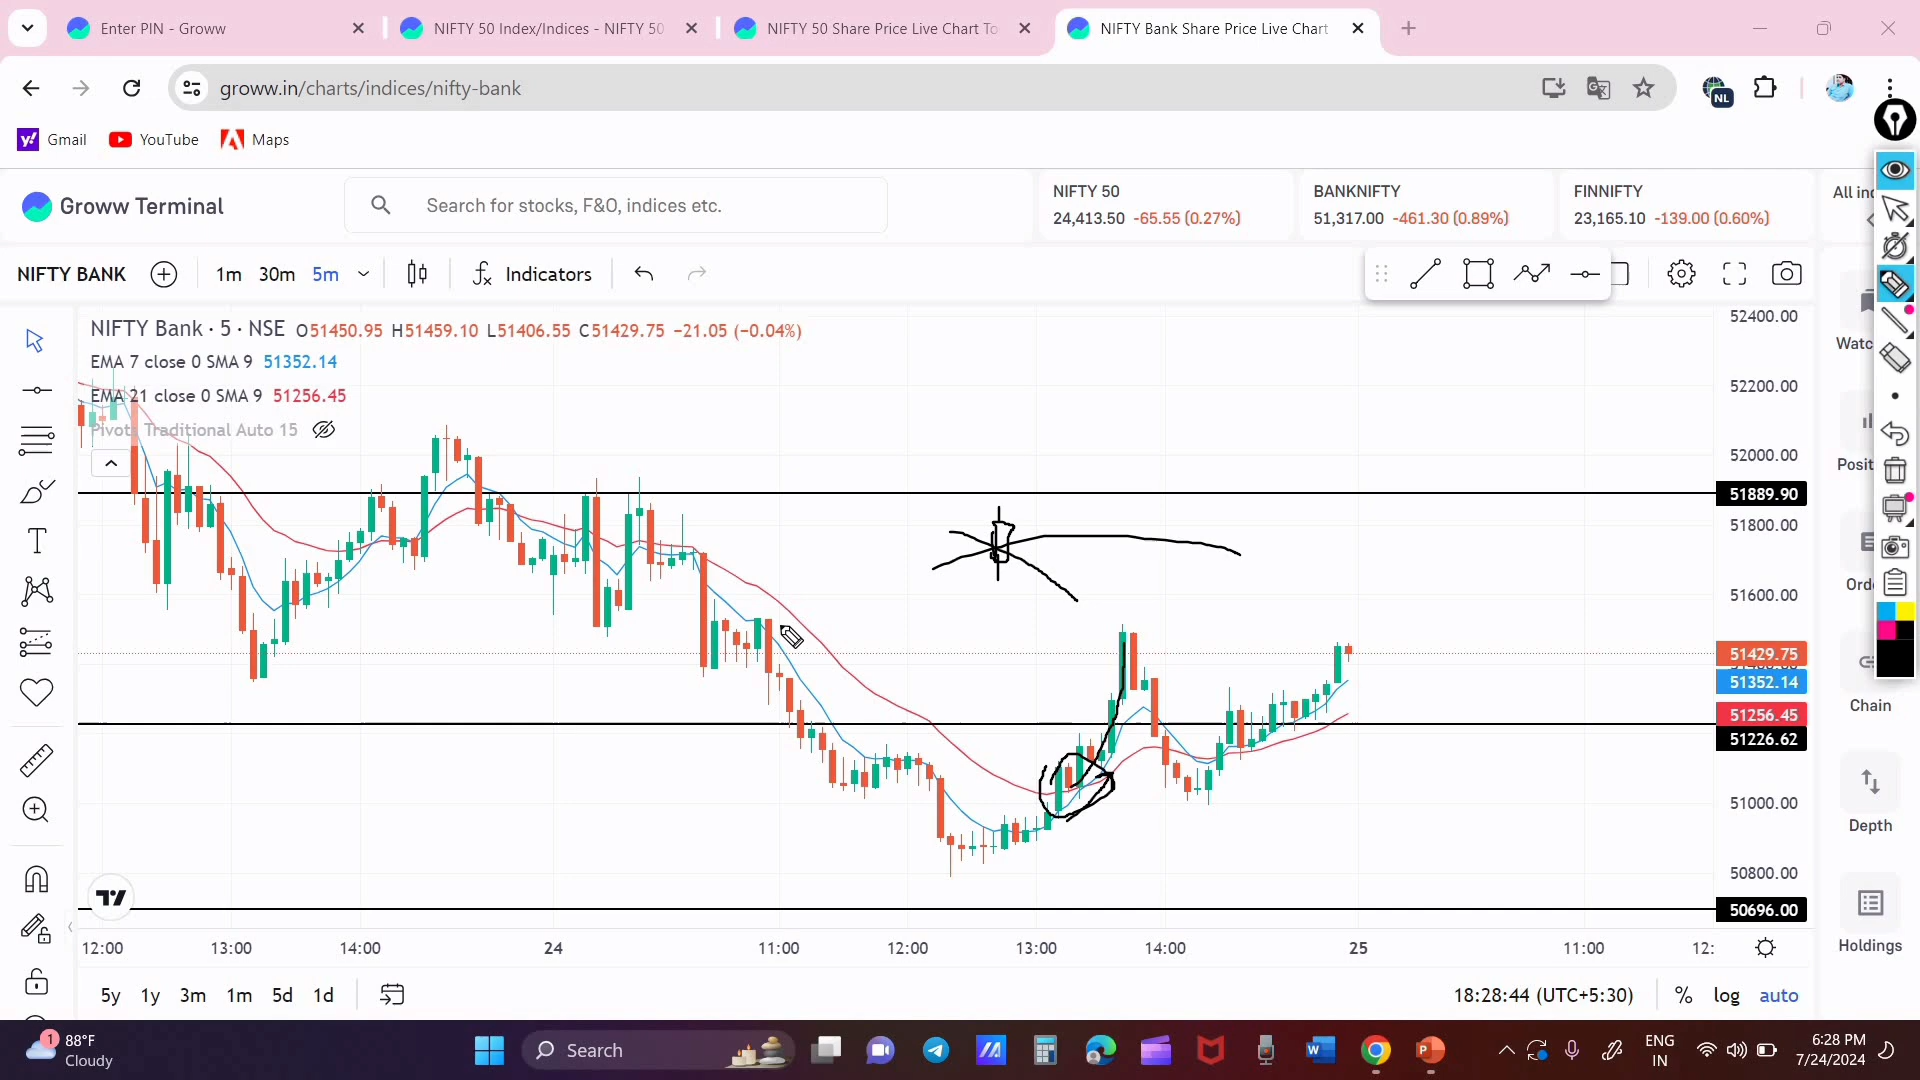 Enter PIN - Groww
NIFTY 50 Index/Indices - NIFTY 50
NIFTY 50 Share Price Live Chart To
NIFTY Bank Share Price Live Chart
groww.in/charts/indices/nifty-bank
NL
Gmail
YouTube
Maps
Groww Terminal
Search for stocks, F&O, indices etc.
NIFTY 50
24,413.50 -65.55 (0.27%)
BANKNIFTY
51,317.00 -461.30 (0.89%)
FINNIFTY
23,165.10 -139.00 (0.60%)
All inc
NIFTY BANK
1m 30m 5m
Indicators
NIFTY Bank · 5 · NSE O51450.95 H51459.10 L51406.55 C51429.75 −21.05 (−0.04%)
EMA 7 close 0 SMA 9 51352.14
EMA 21 close 0 SMA 9 51256.45
Pivots Traditional Auto 15
52400.00
52200.00
52000.00
51889.90
51800.00
51600.00
51429.75
51400.00
51352.14
51256.45
51226.62
51000.00
50800.00
50696.00
Watc
Posit
Orde
Chain
Depth
Holdings
12:00 13:00 14:00 24 11:00 12:00 13:00 14:00 25 11:00 12:
5y 1y 3m 1m 5d 1d
18:28:44 (UTC+5:30) % log auto
1
88°F
Cloudy
Search
ENG
IN
6:28 PM
7/24/2024